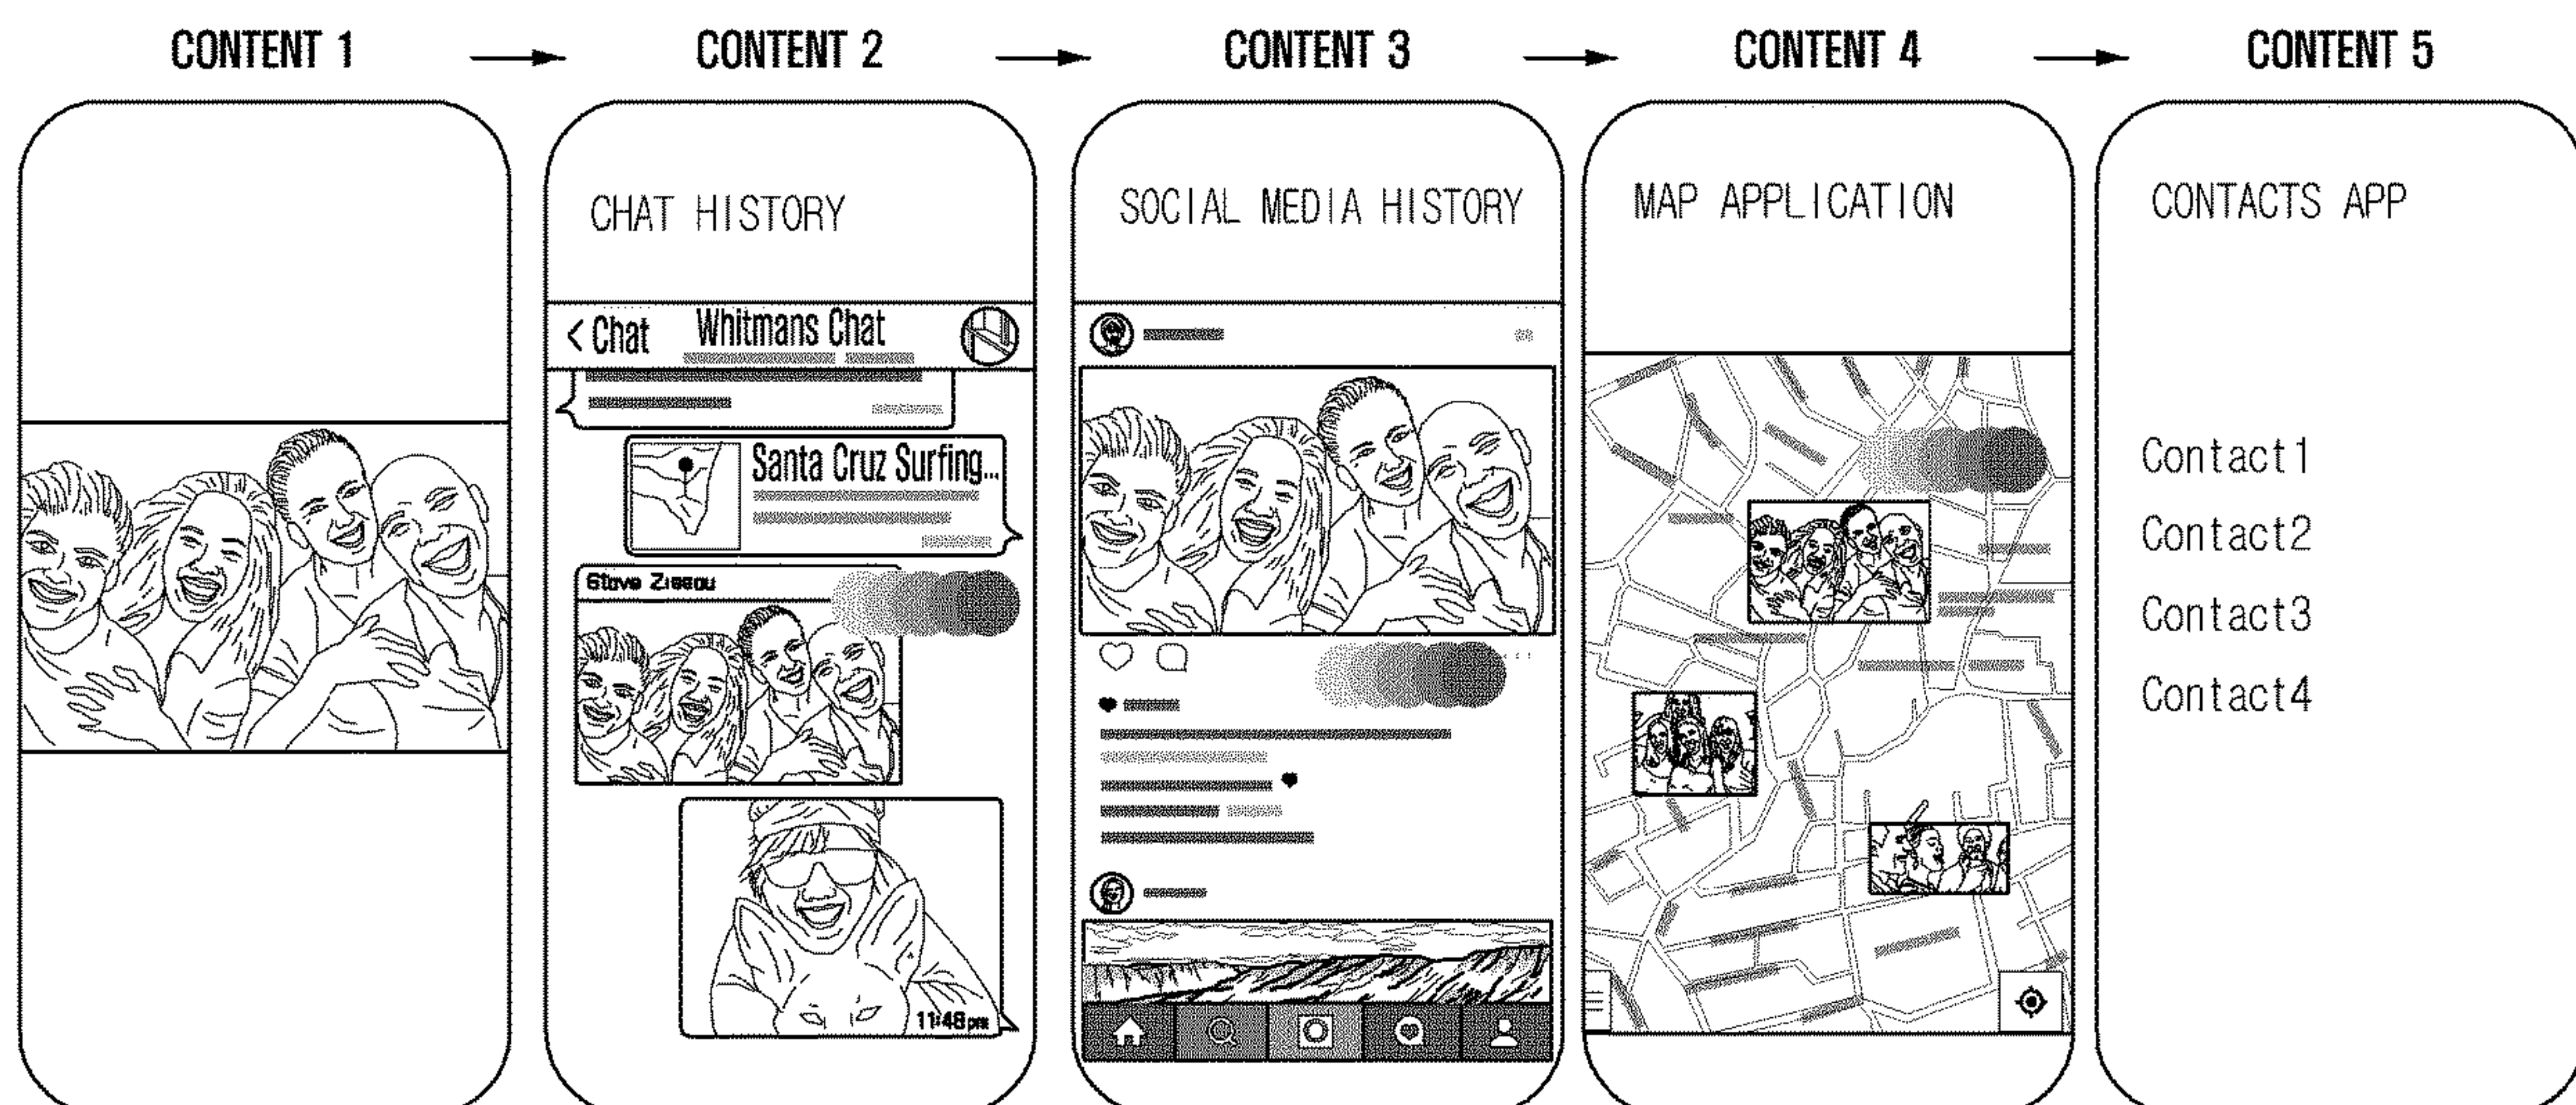 CONTENT 1 → CONTENT 2 → CONTENT 3 → CONTENT 4 → CONTENT 5
CHAT HISTORY
< Chat
Whitmans Chat
Santa Cruz Surfing...
Steve Zissou
11:48 pm
SOCIAL MEDIA HISTORY
MAP APPLICATION
CONTACTS APP
Contact1
Contact2
Contact3
Contact4